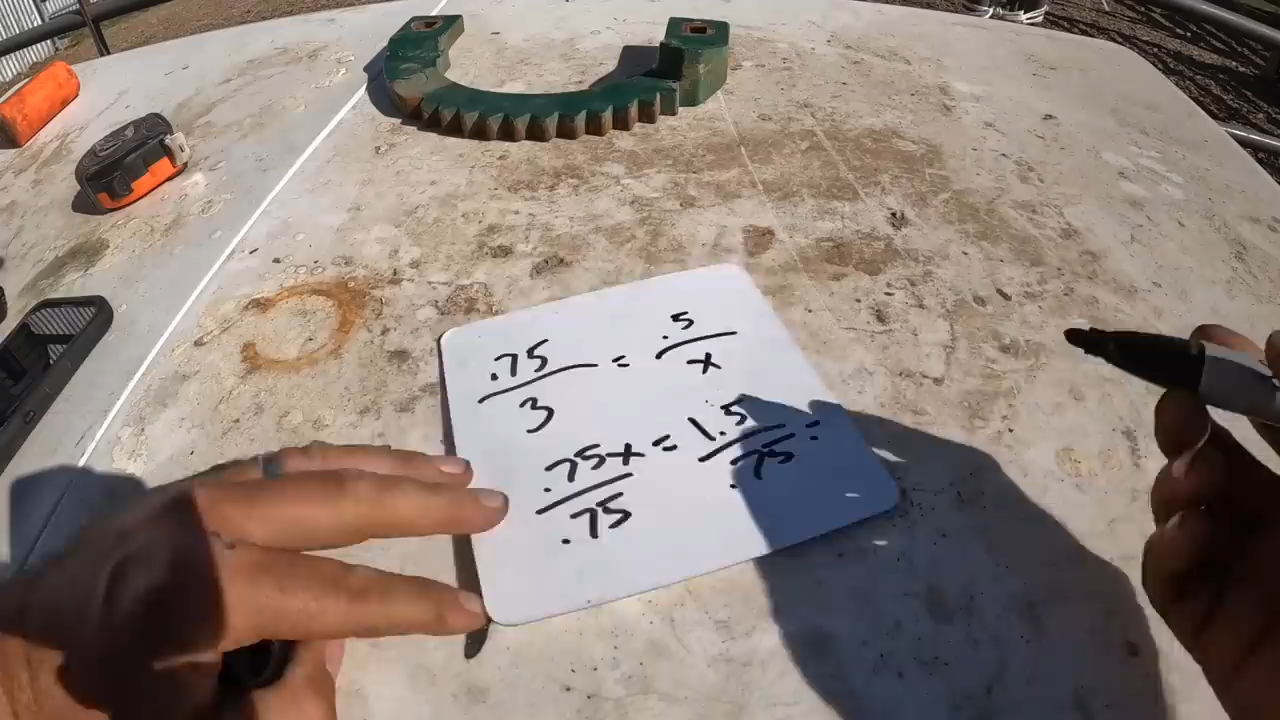 .75/3 = .5/x
.75x/.75 = 1.5/.75 =